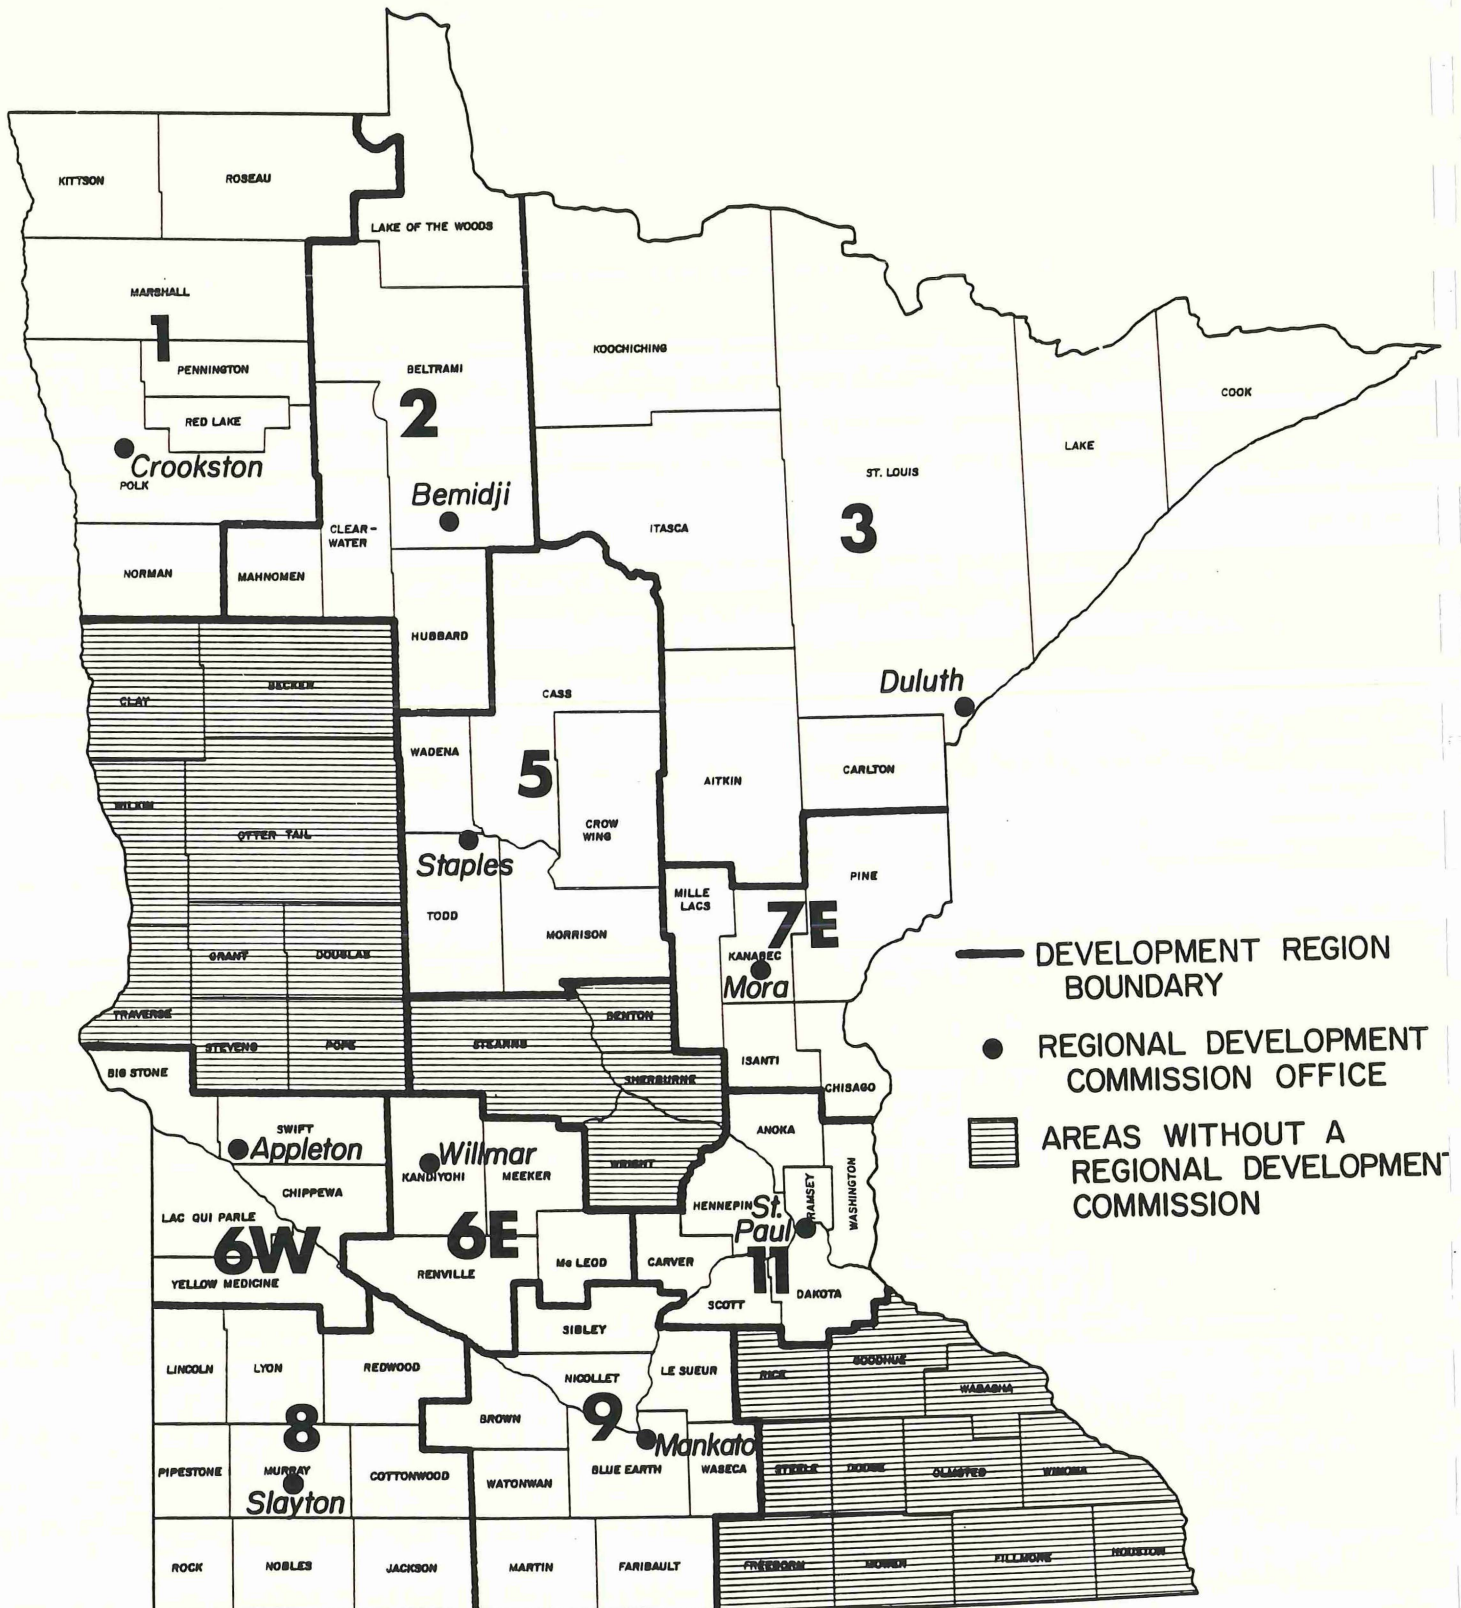 KITTSON
ROSEAU
LAKE OF THE WOODS
MARSHALL
1
PENNINGTON
RED LAKE
Crookston
POLK
NORMAN
MAHNOMEN
CLEAR-
WATER
BELTRAMI
2
Bemidji
HUBBARD
KOOCHICHING
ITASCA
ST. LOUIS
3
LAKE
COOK
Duluth
AITKIN
CARLTON
CLAY
BECKER
WILKIN
OTTER TAIL
GRANT
DOUGLAS
TRAVERSE
STEVENS
POPE
CASS
WADENA
5
CROW
WING
Staples
TODD
MORRISON
MILLE
LACS
7E
KANABEC
Mora
PINE
ISANTI
CHISAGO
STEARNS
BENTON
SHERBURNE
WRIGHT
BIG STONE
SWIFT
Appleton
CHIPPEWA
LAC QUI PARLE
6W
YELLOW MEDICINE
Willmar
KANDIYOHI
MEEKER
6E
RENVILLE
Mc LEOD
ANOKA
HENNEPIN
St.
Paul
RAMSEY
WASHINGTON
11
CARVER
SCOTT
DAKOTA
SIBLEY
LINCOLN
LYON
REDWOOD
8
PIPESTONE
MURRAY
Slayton
COTTONWOOD
ROCK
NOBLES
JACKSON
NICOLLET
LE SUEUR
BROWN
9
Mankato
WATONWAN
BLUE EARTH
WASECA
MARTIN
FARIBAULT
RICE
GOODHUE
WABASHA
STEELE
DODGE
OLMSTED
WINONA
FREEBORN
MOWER
FILLMORE
HOUSTON
DEVELOPMENT REGION
BOUNDARY
REGIONAL DEVELOPMENT
COMMISSION OFFICE
AREAS WITHOUT A
REGIONAL DEVELOPMENT
COMMISSION